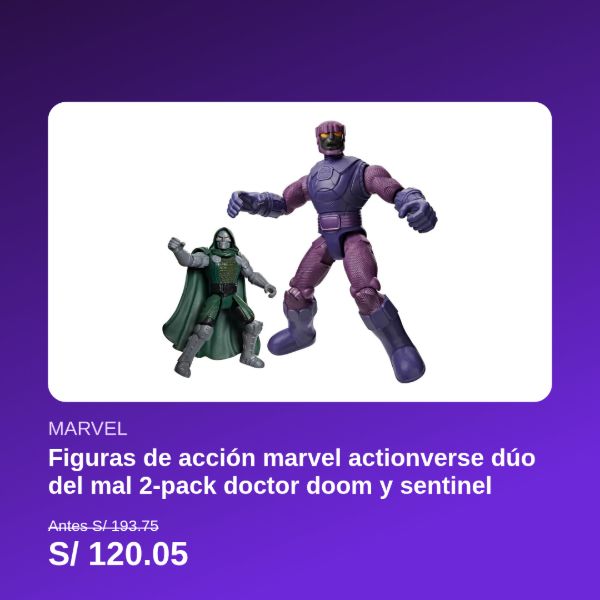 MARVEL
Figuras de acción marvel actionverse dúo
del mal 2-pack doctor doom y sentinel
Antes S/ 193.75
S/ 120.05